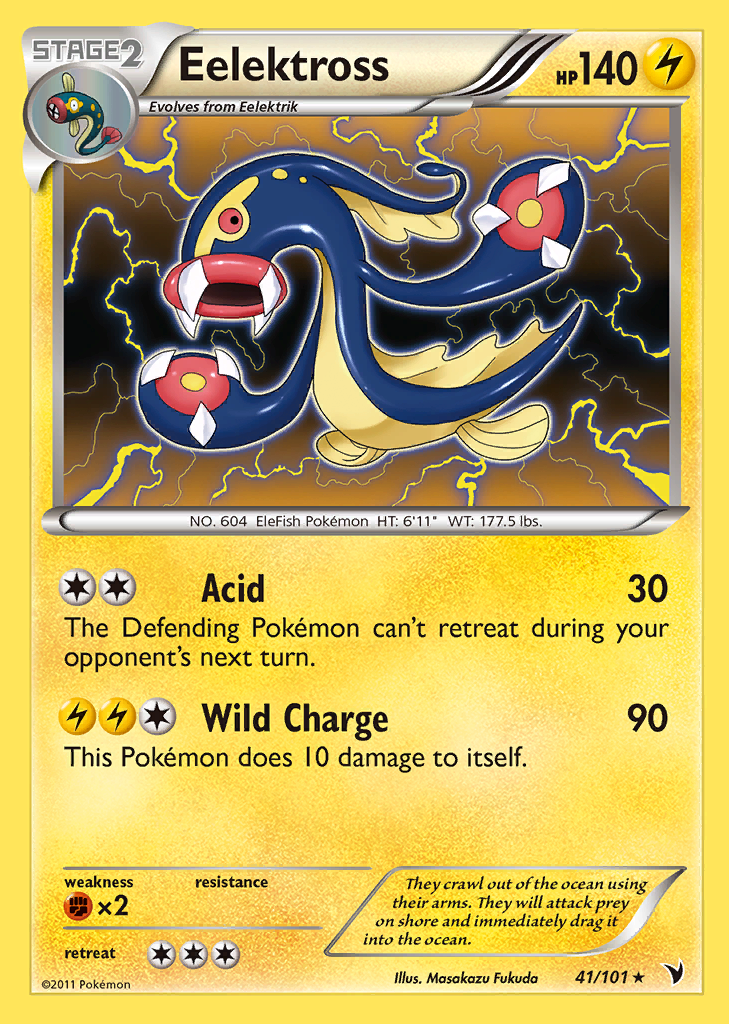 STAGE2
Eelektross
HP140
Evolves from Eelektrik
NO. 604 EleFish Pokémon HT: 6'11" WT: 177.5 lbs.
Acid 30
The Defending Pokémon can't retreat during your
opponent's next turn.
Wild Charge 90
This Pokémon does 10 damage to itself.
weakness
×2
resistance
retreat
They crawl out of the ocean using
their arms. They will attack prey
on shore and immediately drag it
into the ocean.
©2011 Pokémon
Illus. Masakazu Fukuda
41/101 ★